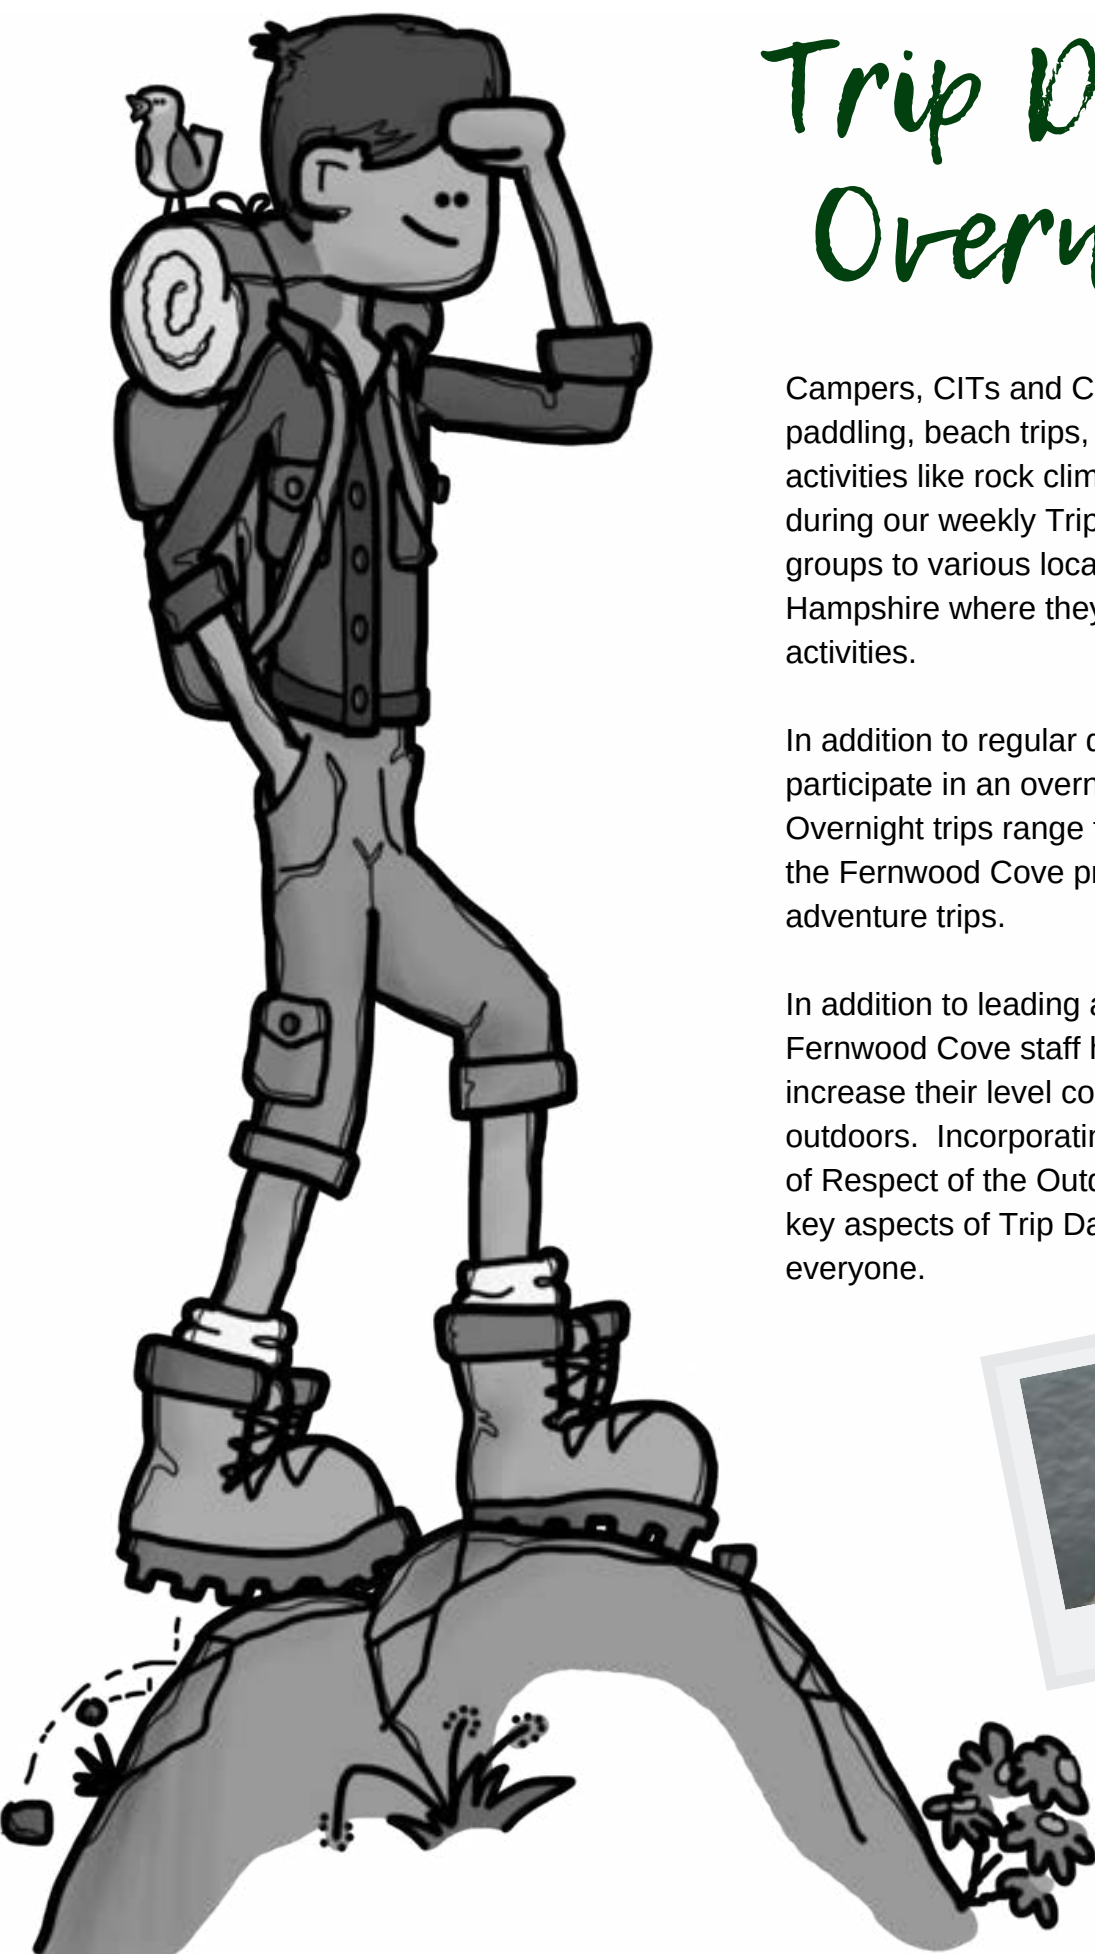 Trip D
Overn
Campers, CITs and C
paddling, beach trips,
activities like rock clim
during our weekly Trip
groups to various loca
Hampshire where they
activities.
In addition to regular d
participate in an overn
Overnight trips range f
the Fernwood Cove pr
adventure trips.
In addition to leading a
Fernwood Cove staff h
increase their level co
outdoors.  Incorporatin
of Respect of the Outd
key aspects of Trip Da
everyone.